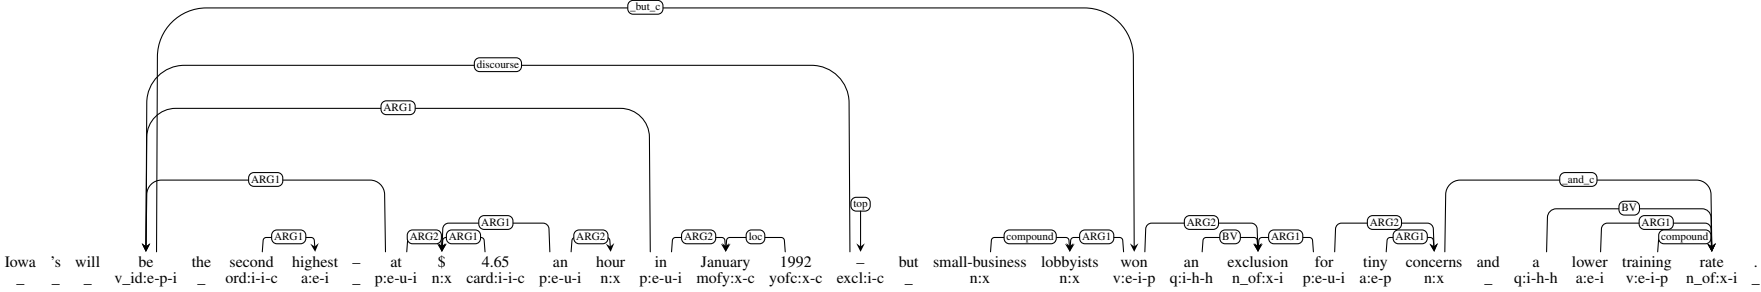 _but_c
discourse
ARG1
ARG1 _and_c
top
BV
ARG1 ARG2 ARG2 ARG1
ARG1 ARG2 ARG1 ARG2 ARG2 loc compound ARG1 BV ARG1 ARG1 compound
Iowa 's will be the second highest – at $ 4.65 an hour in January 1992 – but small-business lobbyists won an exclusion for tiny concerns and a lower training rate .
_ _ _ v_id:e-p-i _ ord:i-i-c a:e-i _ p:e-u-i n:x card:i-i-c p:e-u-i n:x p:e-u-i mofy:x-c yofc:x-c excl:i-c _ n:x n:x v:e-i-p q:i-h-h n_of:x-i p:e-u-i a:e-p n:x _ q:i-h-h a:e-i v:e-i-p n_of:x-i _